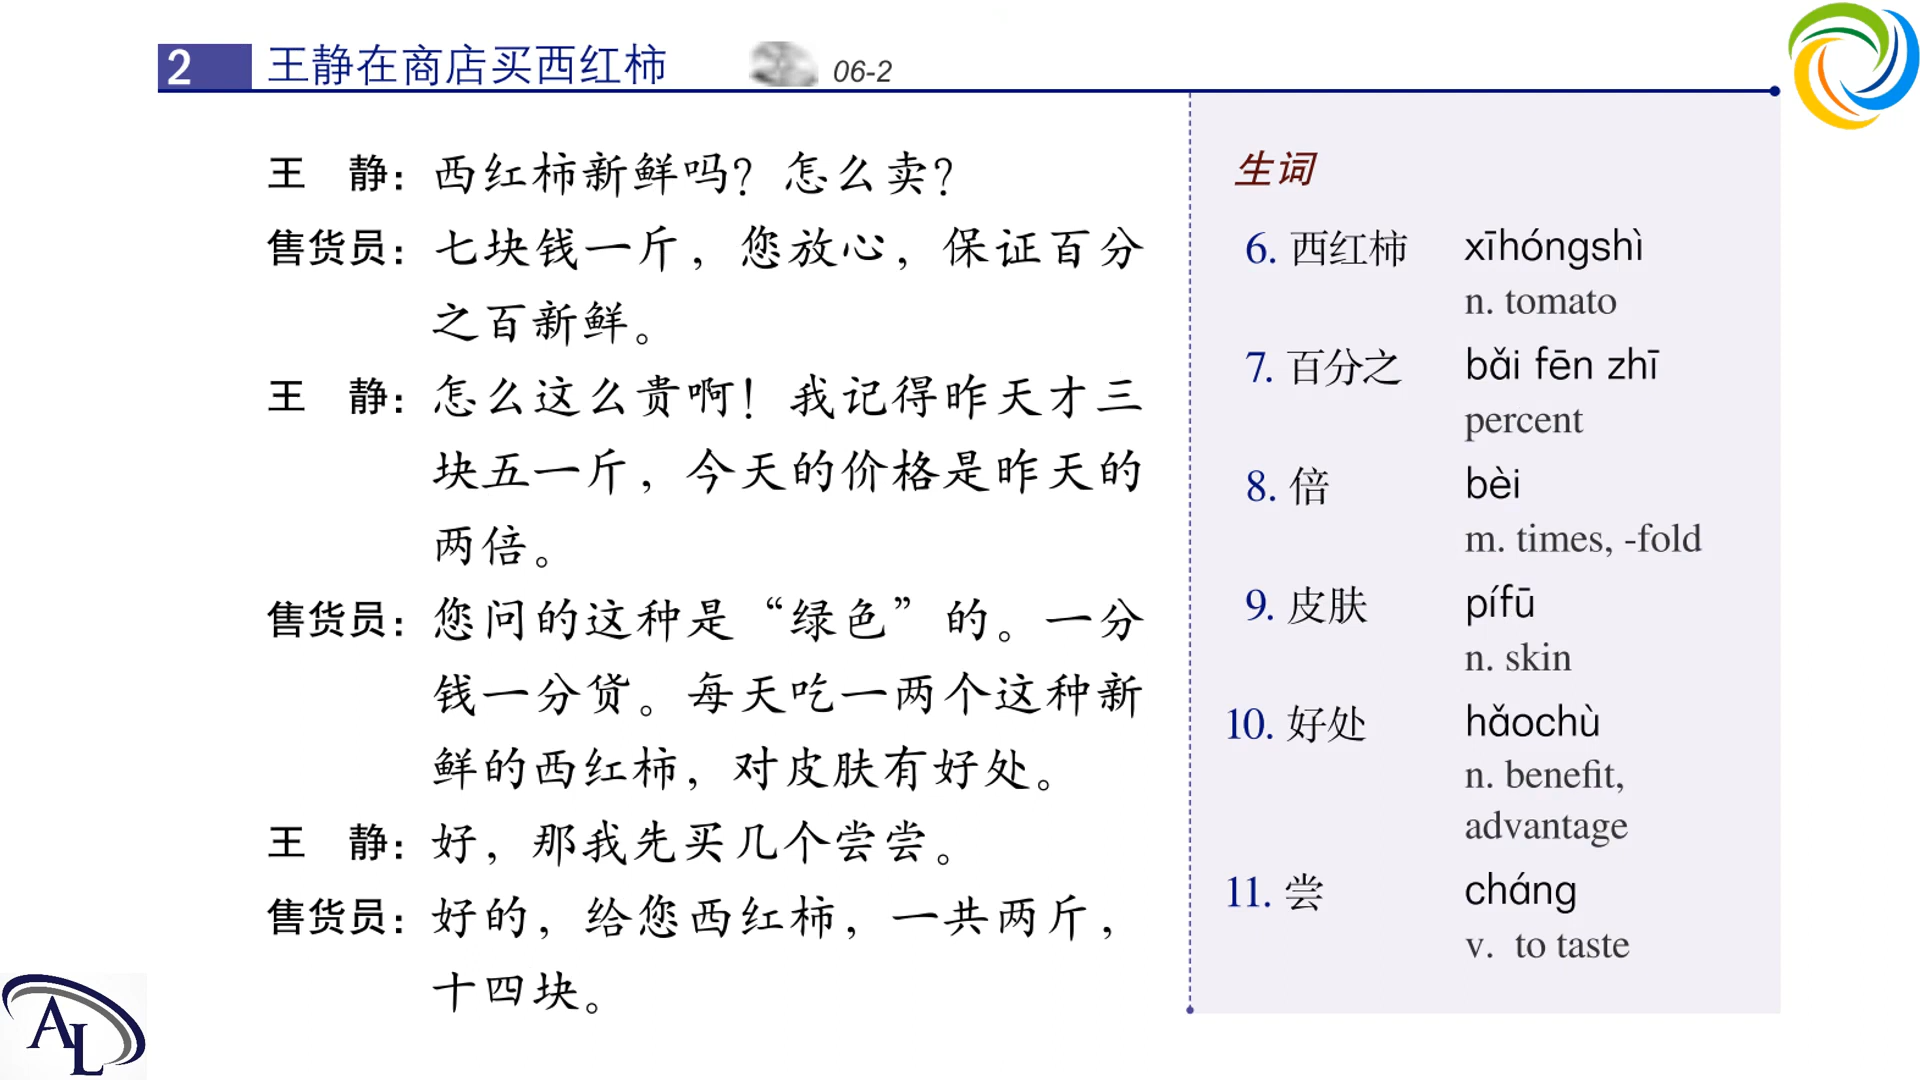 2 王静在商店买西红柿 06-2
王 静：西红柿新鲜吗？怎么卖？
售货员：七块钱一斤，您放心，保证百分
之百新鲜。
王 静：怎么这么贵啊！我记得昨天才三
块五一斤，今天的价格是昨天的
两倍。
售货员：您问的这种是“绿色”的。一分
钱一分货。每天吃一两个这种新
鲜的西红柿，对皮肤有好处。
王 静：好，那我先买几个尝尝。
售货员：好的，给您西红柿，一共两斤，
十四块。
生词
6. 西红柿 xīhóngshì
n. tomato
7. 百分之 bǎi fēn zhī
percent
8. 倍 bèi
m. times, -fold
9. 皮肤 pífū
n. skin
10. 好处 hǎochù
n. benefit,
advantage
11. 尝 cháng
v. to taste
AL